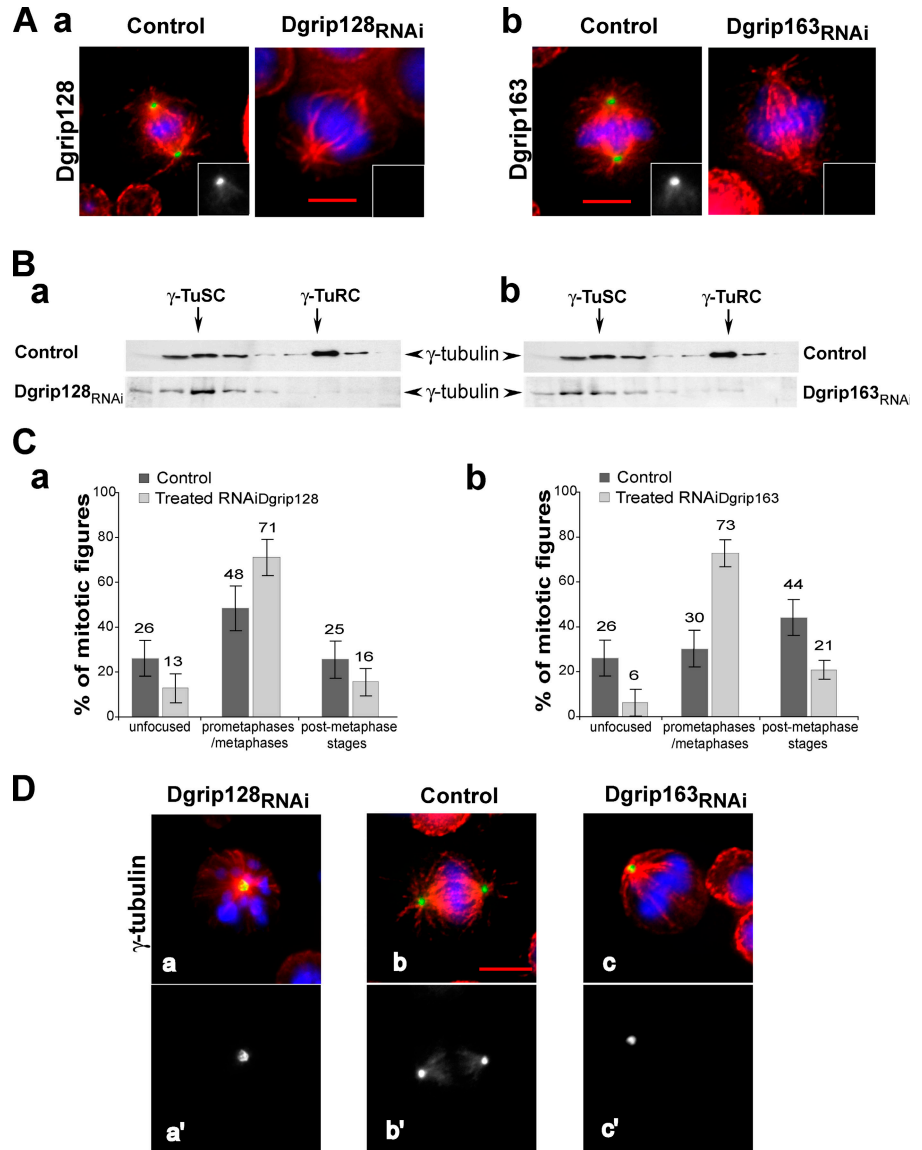 A
a
Control
Dgrip128RNAi
Dgrip128
b
Control
Dgrip163RNAi
Dgrip163
B
a
γ-TuSC
γ-TuRC
b
γ-TuSC
γ-TuRC
Control
γ-tubulin
Control
Dgrip128RNAi
γ-tubulin
Dgrip163RNAi
C
a
Control
Treated RNAiDgrip128
% of mitotic figures
100
80
60
40
20
0
26
13
48
71
25
16
unfocused
prometaphases
/metaphases
post-metaphase
stages
b
Control
Treated RNAiDgrip163
% of mitotic figures
100
80
60
40
20
0
26
6
30
73
44
21
unfocused
prometaphases
/metaphases
post-metaphase
stages
D
Dgrip128RNAi
Control
Dgrip163RNAi
γ-tubulin
a
b
c
a'
b'
c'